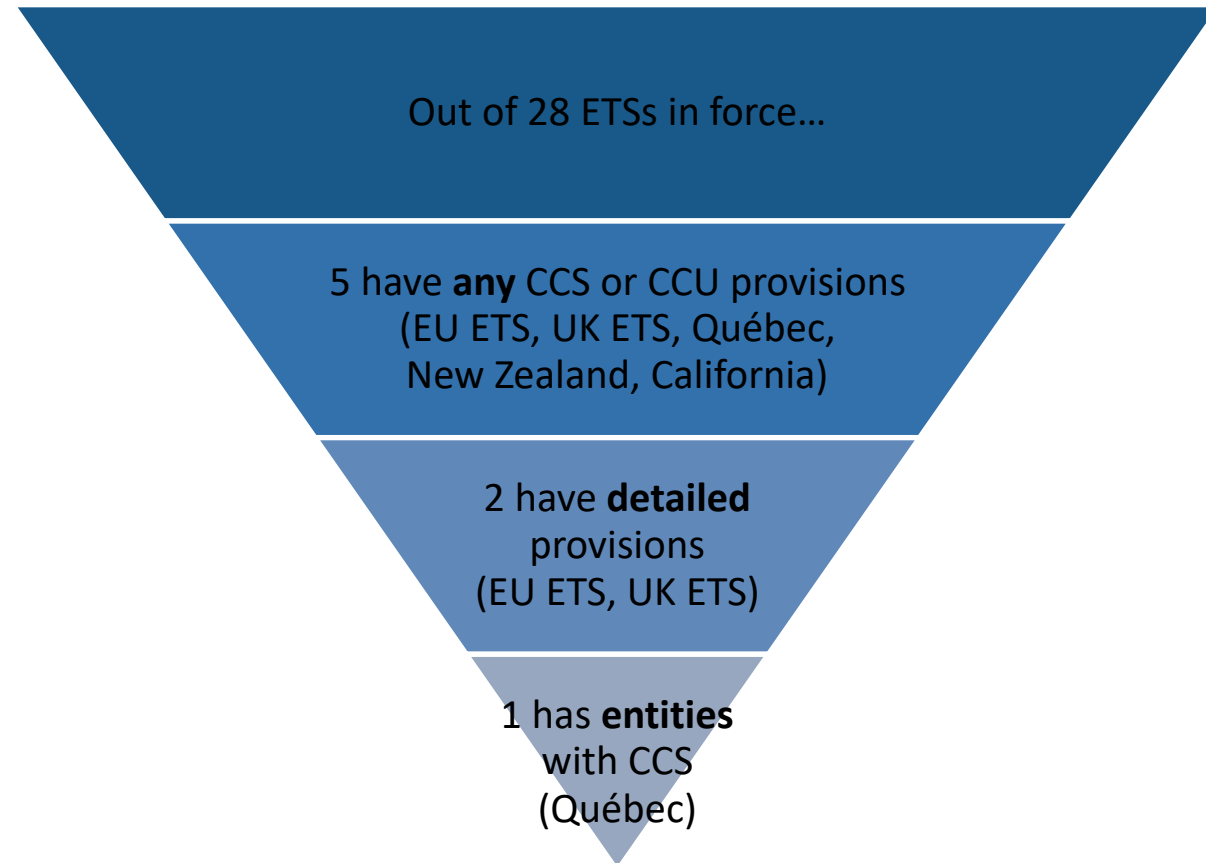 Out of 28 ETSs in force…
5 have any CCS or CCU provisions
(EU ETS, UK ETS, Québec,
New Zealand, California)
2 have detailed
provisions
(EU ETS, UK ETS)
1 has entities
with CCS
(Québec)